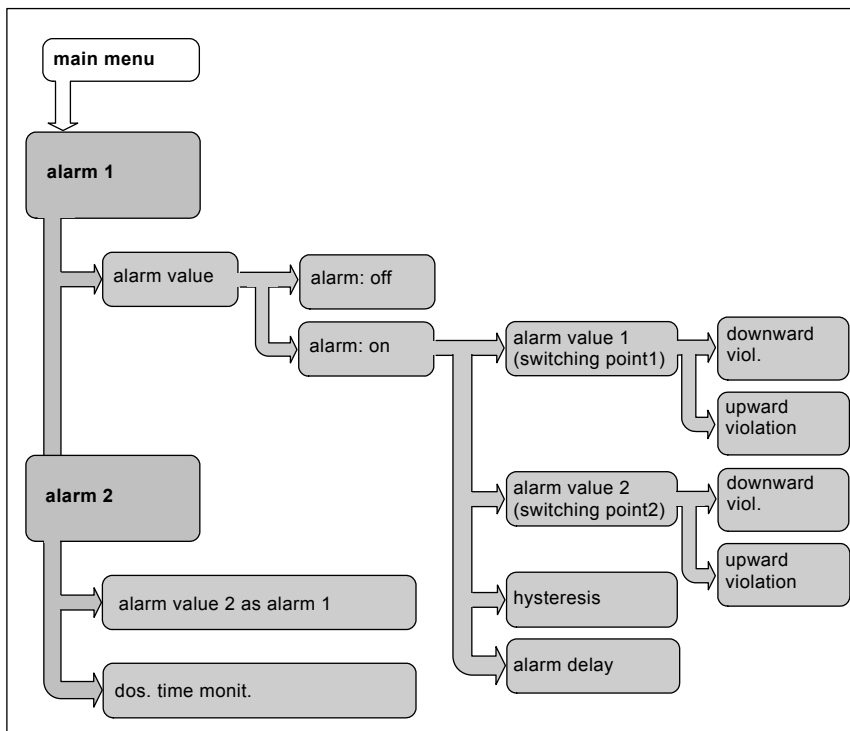 main menu
alarm 1
alarm value
alarm: off
alarm: on
alarm value 1
(switching point1)
downward
viol.
upward
violation
alarm 2
alarm value 2
(switching point2)
downward
viol.
upward
violation
alarm value 2 as alarm 1
hysteresis
dos. time monit.
alarm delay